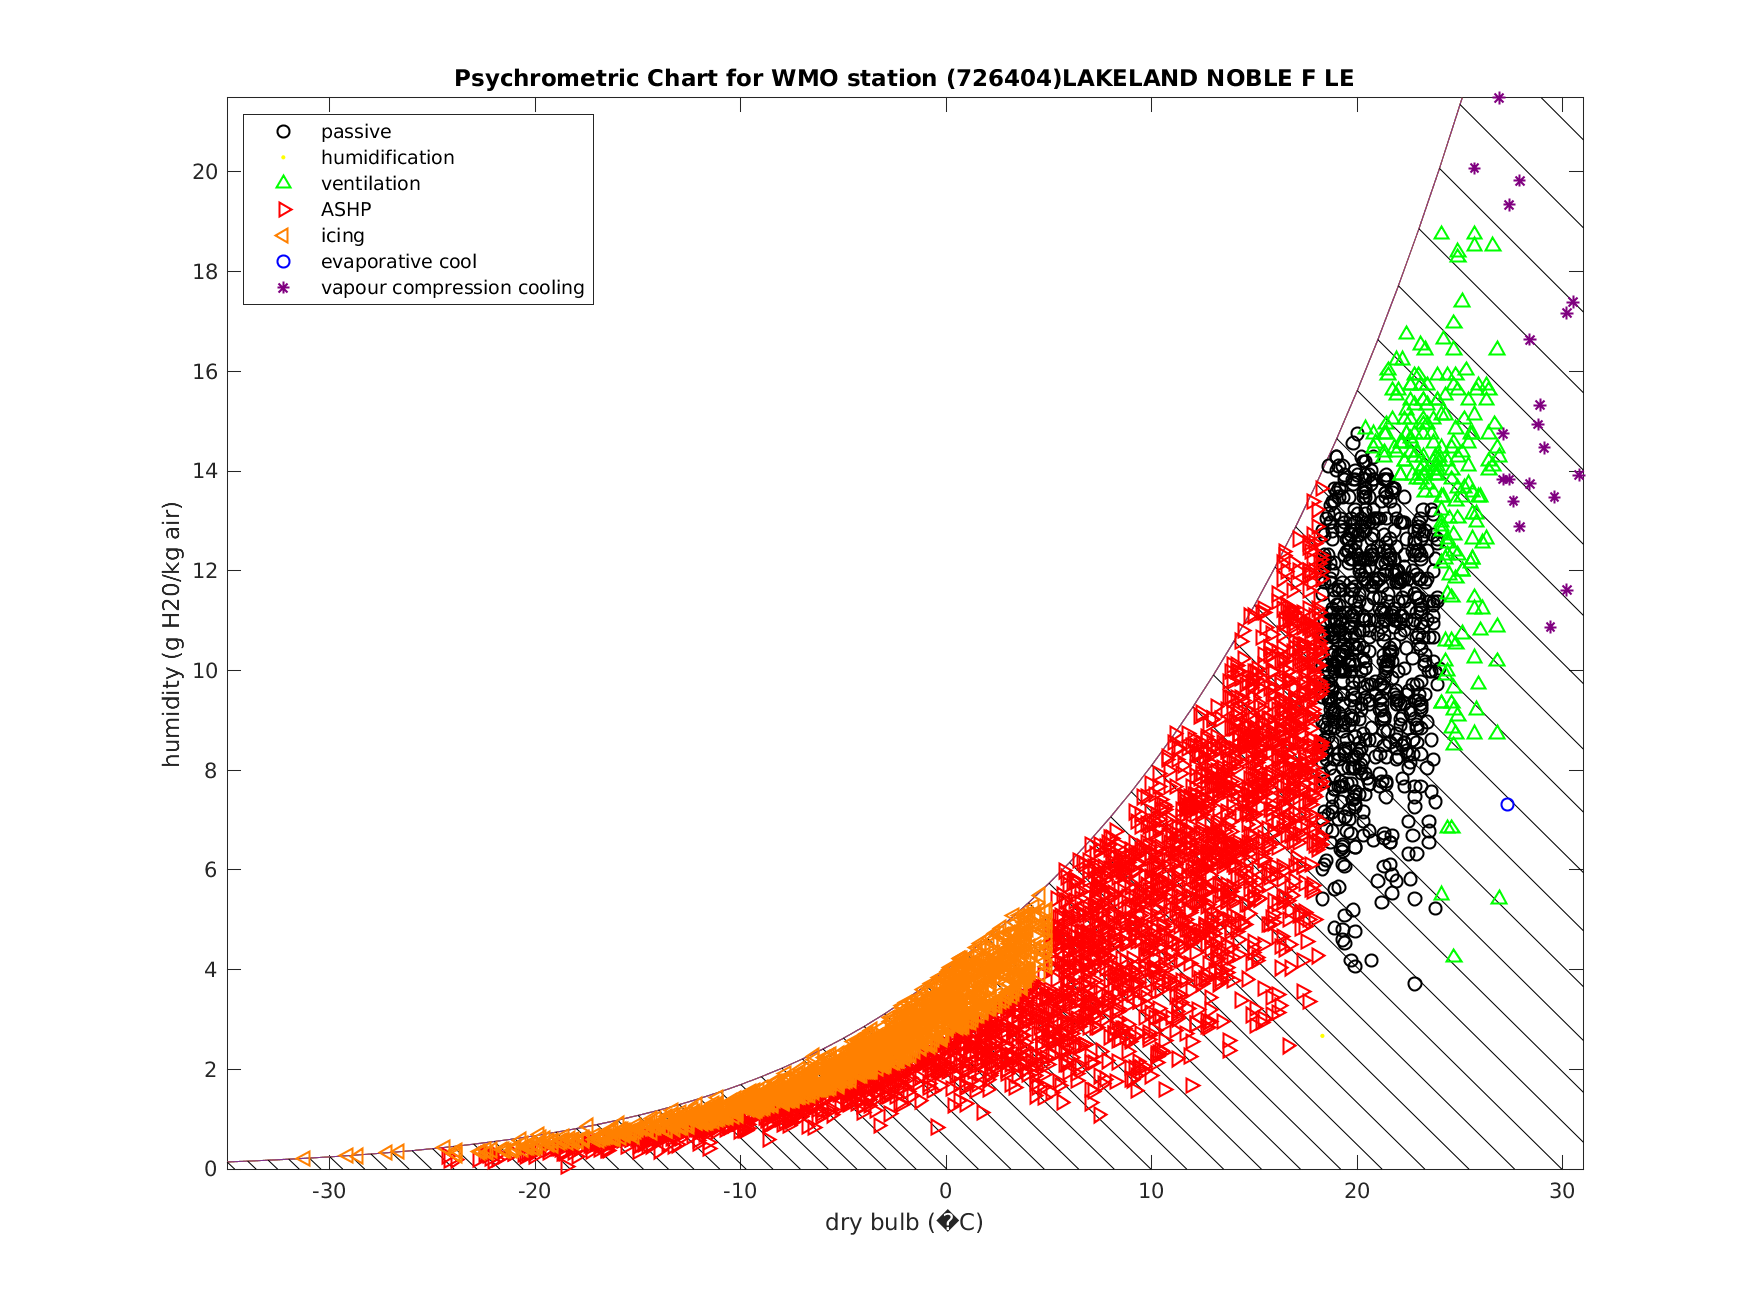 Psychrometric Chart for WMO station (726404)LAKELAND NOBLE F LE
passive
humidification
ventilation
ASHP
icing
evaporative cool
vapour compression cooling
humidity (g H20/kg air)
20
18
16
14
12
10
8
6
4
2
0
-30 -20 -10 0 10 20 30
dry bulb (�C)